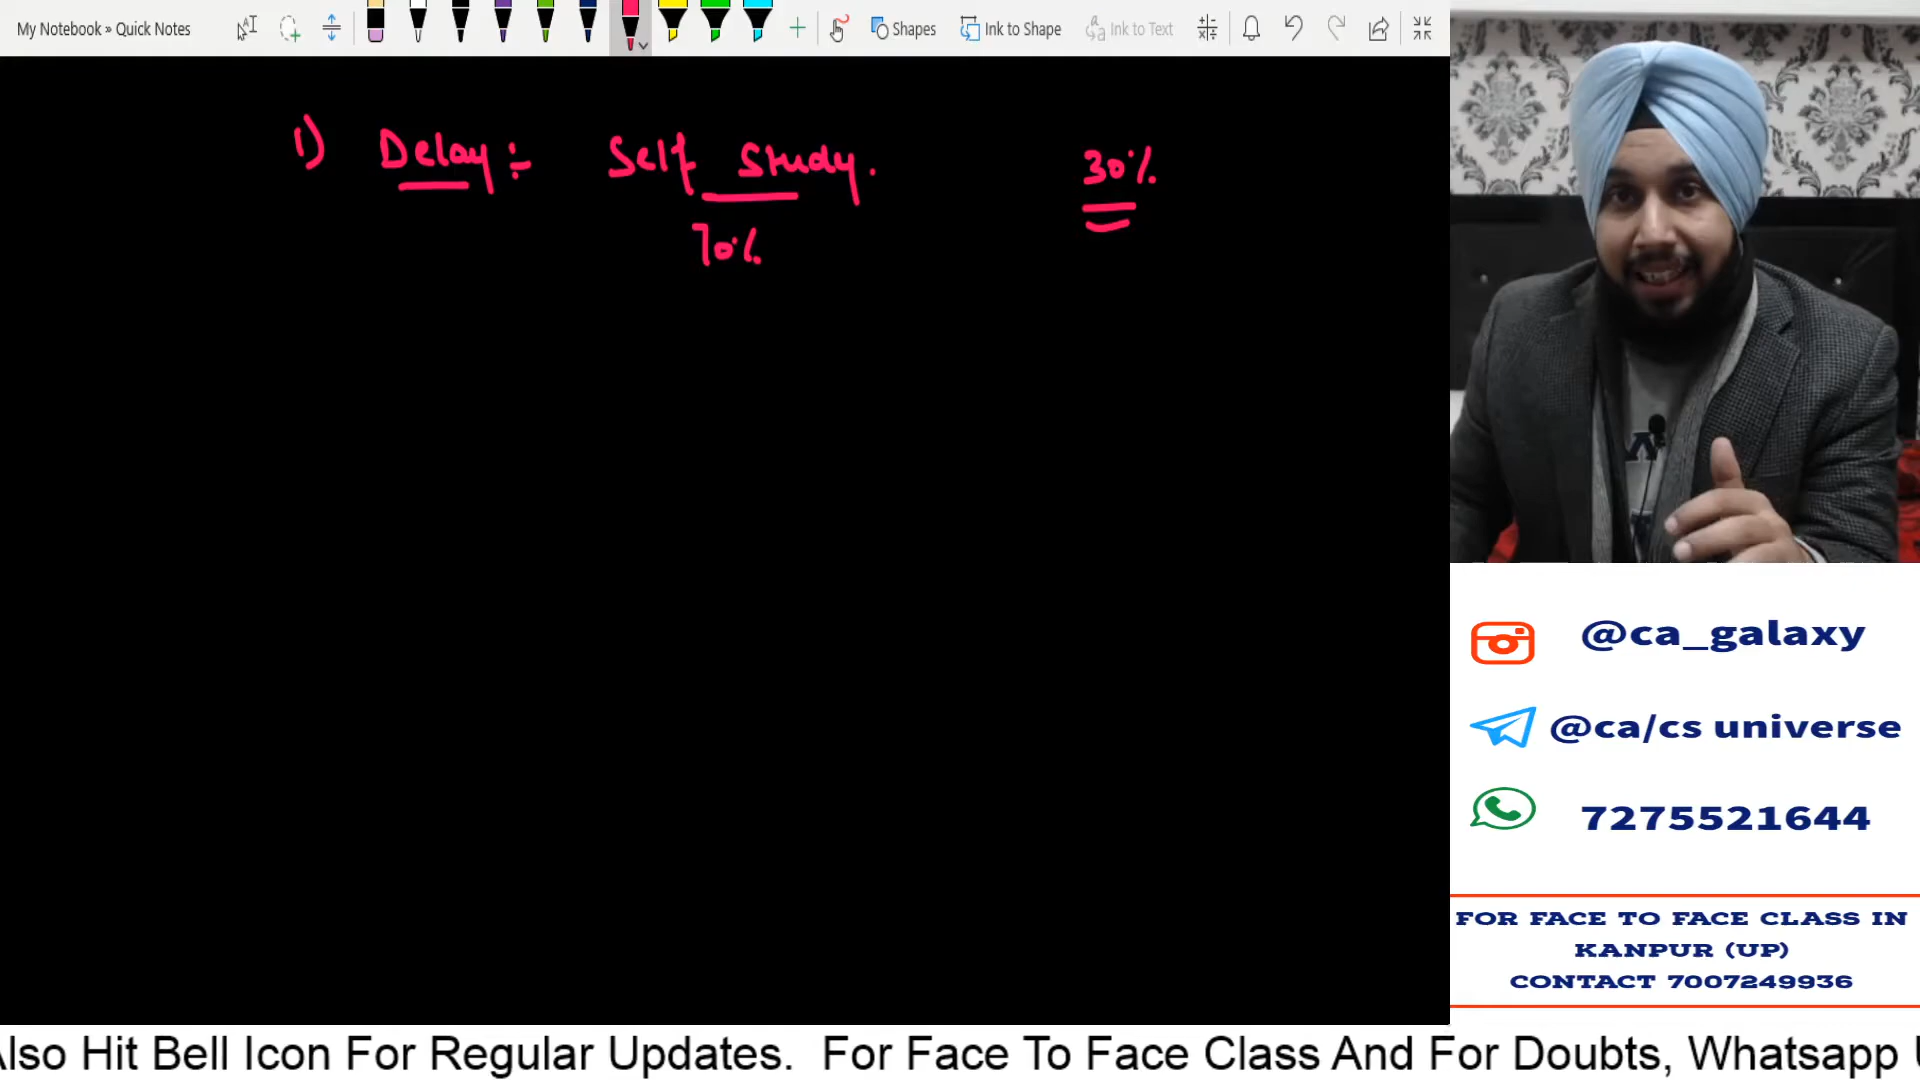 My Notebook » Quick Notes
Shapes
Ink to Shape
Ink to Text
1) Delay :- Self Study. 30%
70%
@ca_galaxy
@ca/cs universe
7275521644
FOR FACE TO FACE CLASS IN
KANPUR (UP)
CONTACT 7007249936
Also Hit Bell Icon For Regular Updates. For Face To Face Class And For Doubts, Whatsapp